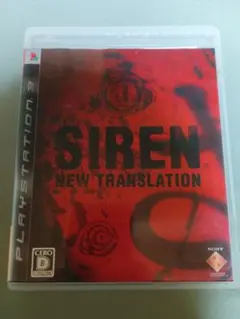 PLAYSTATION 3
SIREN
NEW TRANSLATION
CERO
D
SONY